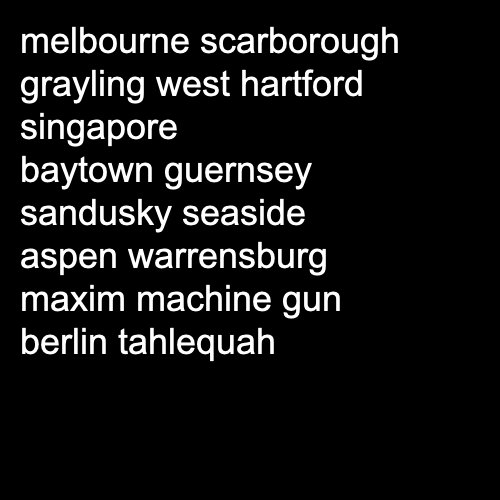 melbourne scarborough
grayling west hartford
singapore
baytown guernsey
sandusky seaside
aspen warrensburg
maxim machine gun
berlin tahlequah